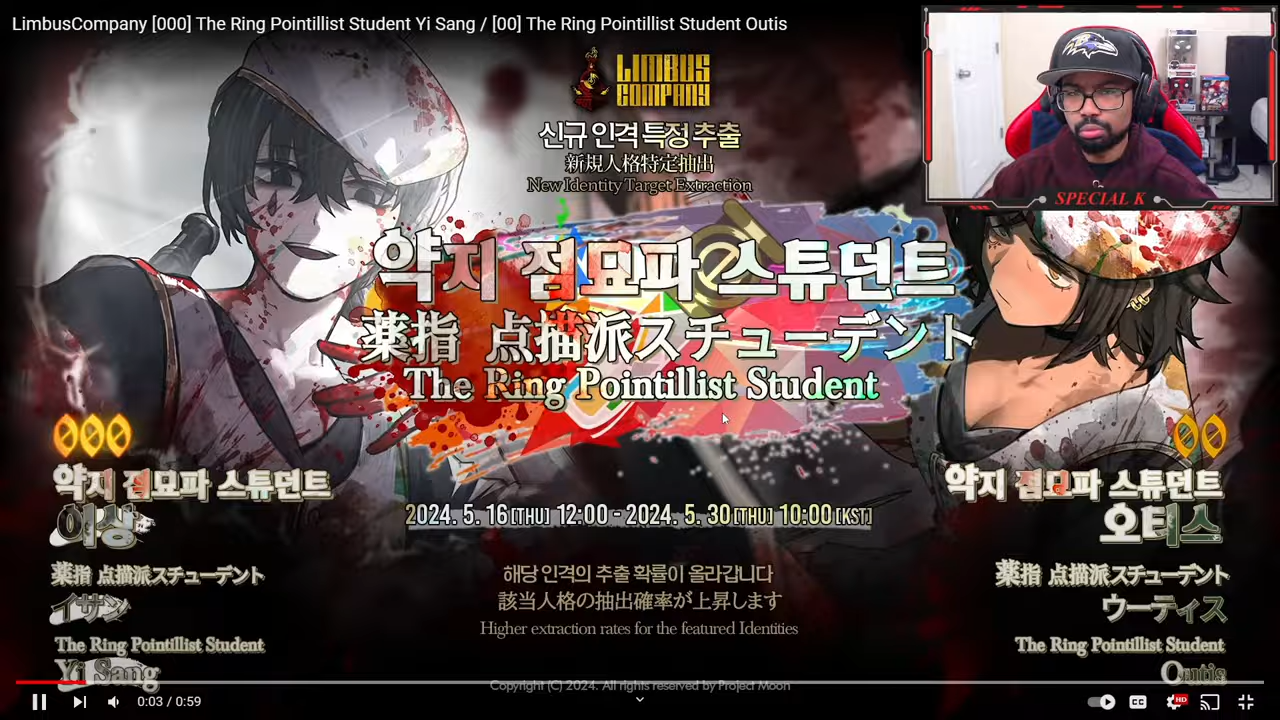 LimbusCompany [000] The Ring Pointillist Student Yi Sang / [00] The Ring Pointillist Student Outis
LIMBUS
COMPANY
신규 인격 특정 추출
新規人格特定抽出
New Identity Target Extraction
SPECIAL K
약지 점묘파 스튜던트
薬指 点描派スチューデント
The Ring Pointillist Student
000
약지 점묘파 스튜던트
이상
薬指 点描派スチューデント
イサン
The Ring Pointillist Student
Yi Sang
00
약지 점묘파 스튜던트
오티스
薬指 点描派スチューデント
ウーティス
The Ring Pointillist Student
Outis
2024. 5. 16[THU] 12:00 - 2024. 5. 30[THU] 10:00[KST]
해당 인격의 추출 확률이 올라갑니다
該当人格の抽出確率が上昇します
Higher extraction rates for the featured Identities
Copyright (C) 2024. All rights reserved by Project Moon
0:03 / 0:59
CC
HD